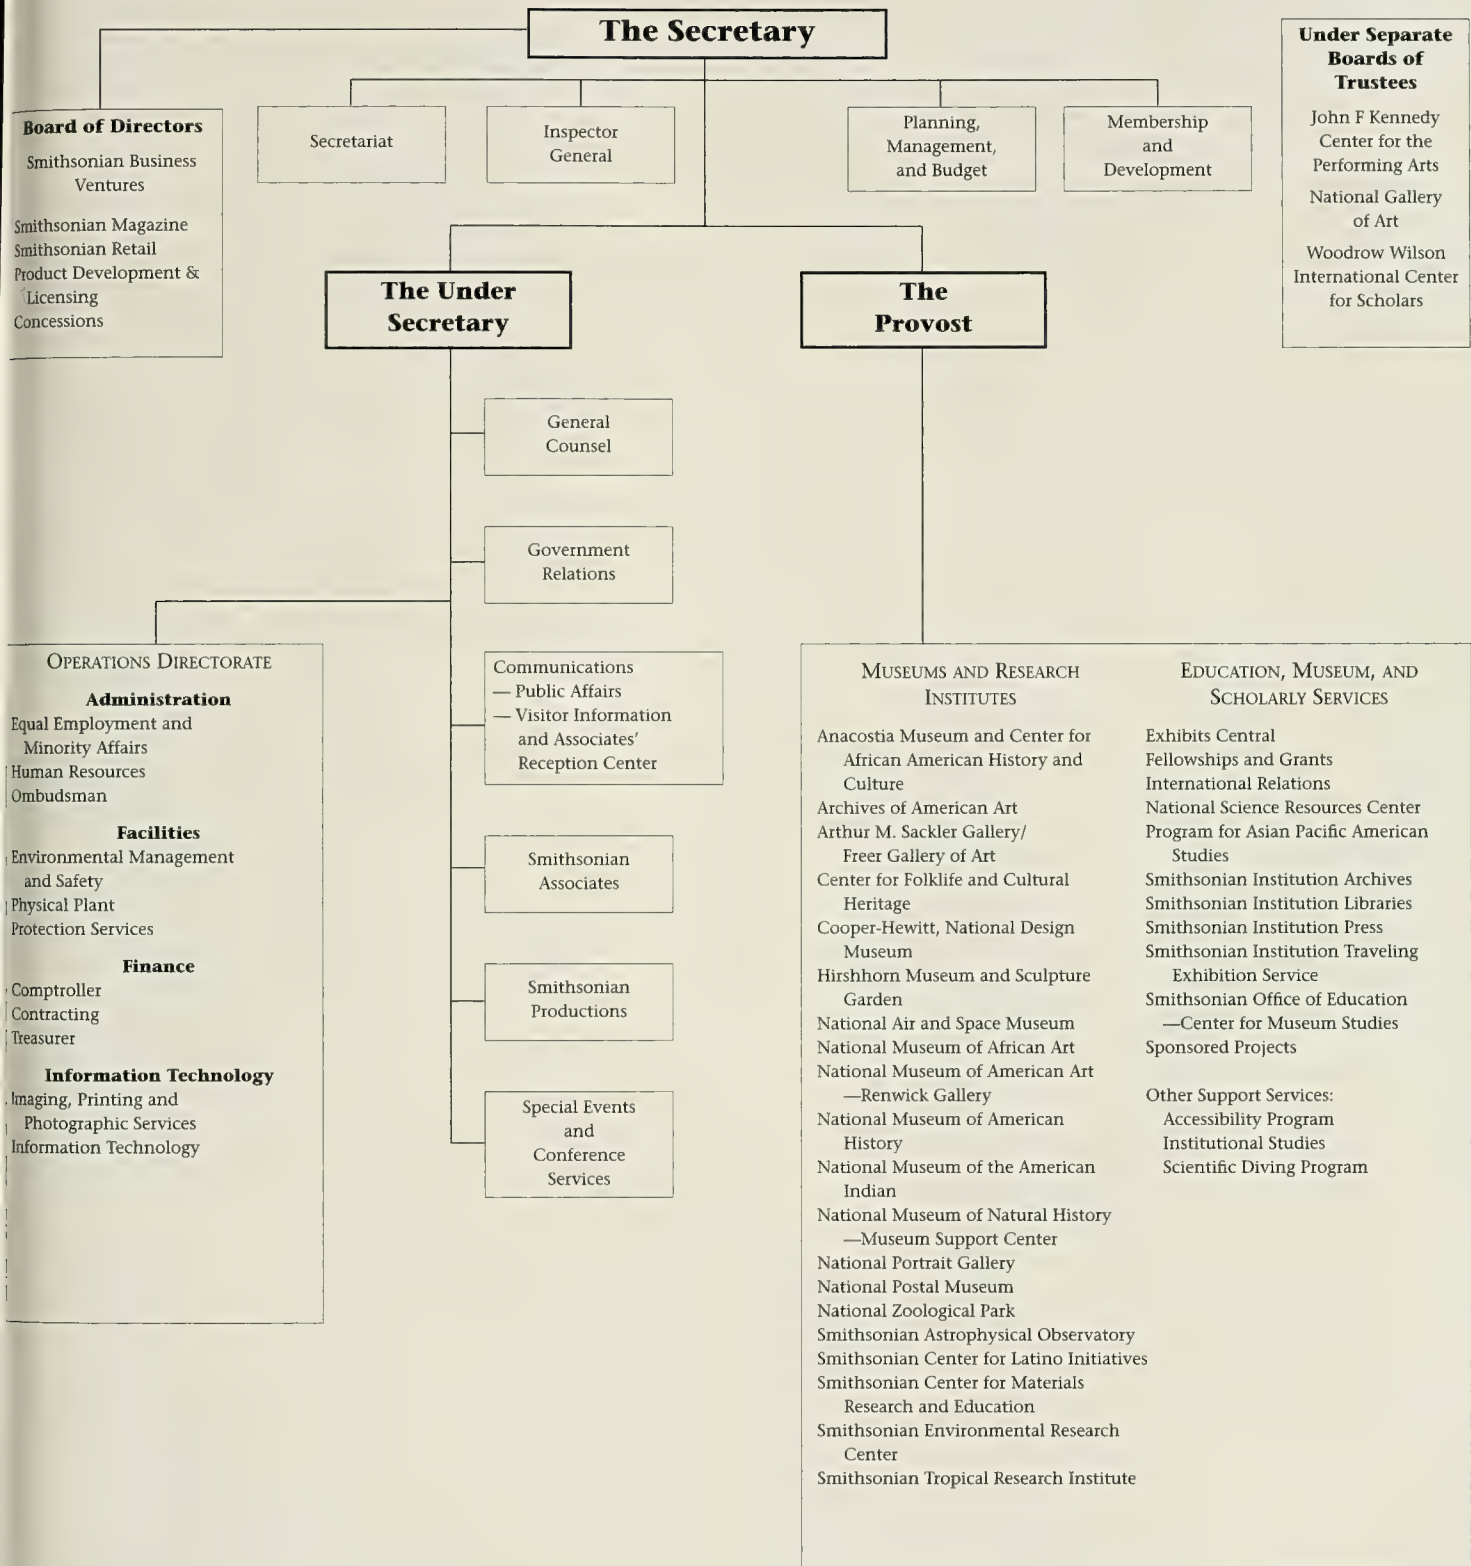 The Secretary
Under Separate
Boards of
Trustees
John F Kennedy
Center for the
Performing Arts
National Gallery
of Art
Woodrow Wilson
International Center
for Scholars
Board of Directors
Smithsonian Business
Ventures
Smithsonian Magazine
Smithsonian Retail
Product Development &
Licensing
Concessions
Secretariat
Inspector
General
Planning,
Management,
and Budget
Membership
and
Development
The Under
Secretary
The
Provost
General
Counsel
Government
Relations
Communications
— Public Affairs
— Visitor Information
and Associates'
Reception Center
Smithsonian
Associates
Smithsonian
Productions
Special Events
and
Conference
Services
OPERATIONS DIRECTORATE
Administration
Equal Employment and
Minority Affairs
Human Resources
Ombudsman
Facilities
Environmental Management
and Safety
Physical Plant
Protection Services
Finance
Comptroller
Contracting
Treasurer
Information Technology
Imaging, Printing and
Photographic Services
Information Technology
MUSEUMS AND RESEARCH
INSTITUTES
Anacostia Museum and Center for
African American History and
Culture
Archives of American Art
Arthur M. Sackler Gallery/
Freer Gallery of Art
Center for Folklife and Cultural
Heritage
Cooper-Hewitt, National Design
Museum
Hirshhorn Museum and Sculpture
Garden
National Air and Space Museum
National Museum of African Art
National Museum of American Art
—Renwick Gallery
National Museum of American
History
National Museum of the American
Indian
National Museum of Natural History
—Museum Support Center
National Portrait Gallery
National Postal Museum
National Zoological Park
Smithsonian Astrophysical Observatory
Smithsonian Center for Latino Initiatives
Smithsonian Center for Materials
Research and Education
Smithsonian Environmental Research
Center
Smithsonian Tropical Research Institute
EDUCATION, MUSEUM, AND
SCHOLARLY SERVICES
Exhibits Central
Fellowships and Grants
International Relations
National Science Resources Center
Program for Asian Pacific American
Studies
Smithsonian Institution Archives
Smithsonian Institution Libraries
Smithsonian Institution Press
Smithsonian Institution Traveling
Exhibition Service
Smithsonian Office of Education
—Center for Museum Studies
Sponsored Projects
Other Support Services:
Accessibility Program
Institutional Studies
Scientific Diving Program